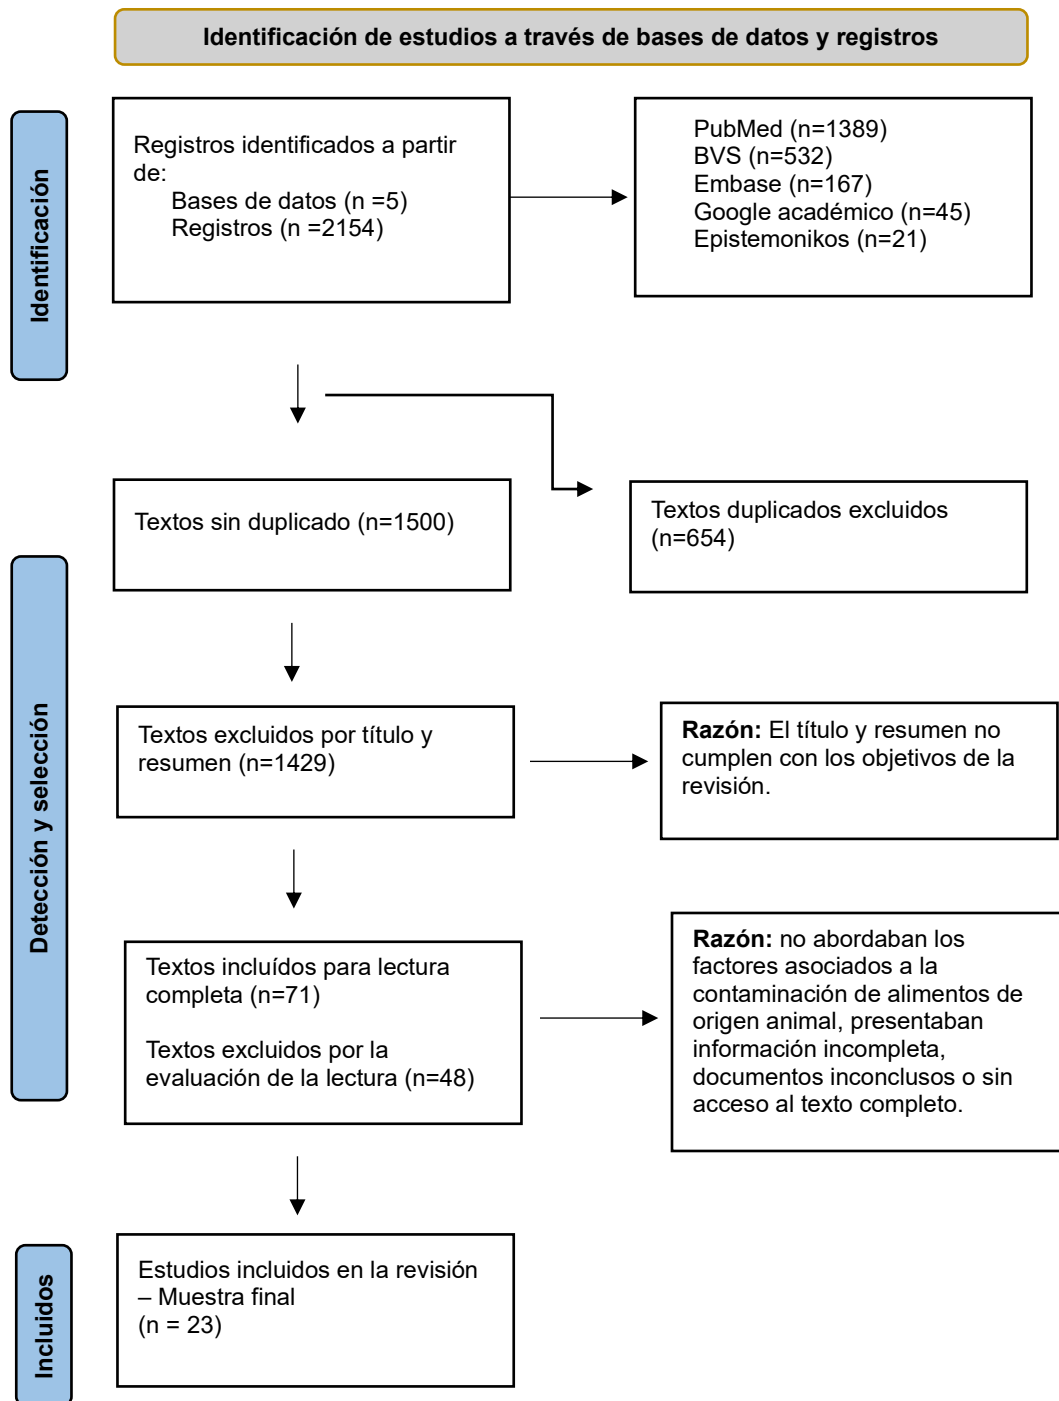 Identificación de estudios a través de bases de datos y registros
Identificación
Registros identificados a partir
de:
Bases de datos (n =5)
Registros (n =2154)
PubMed (n=1389)
BVS (n=532)
Embase (n=167)
Google académico (n=45)
Epistemonikos (n=21)
Textos sin duplicado (n=1500)
Textos duplicados excluidos
(n=654)
Detección y selección
Textos excluidos por título y
resumen (n=1429)
Razón: El título y resumen no
cumplen con los objetivos de la
revisión.
Textos incluídos para lectura
completa (n=71)
Textos excluidos por la
evaluación de la lectura (n=48)
Razón: no abordaban los
factores asociados a la
contaminación de alimentos de
origen animal, presentaban
información incompleta,
documentos inconclusos o sin
acceso al texto completo.
Incluidos
Estudios incluidos en la revisión
– Muestra final
(n = 23)